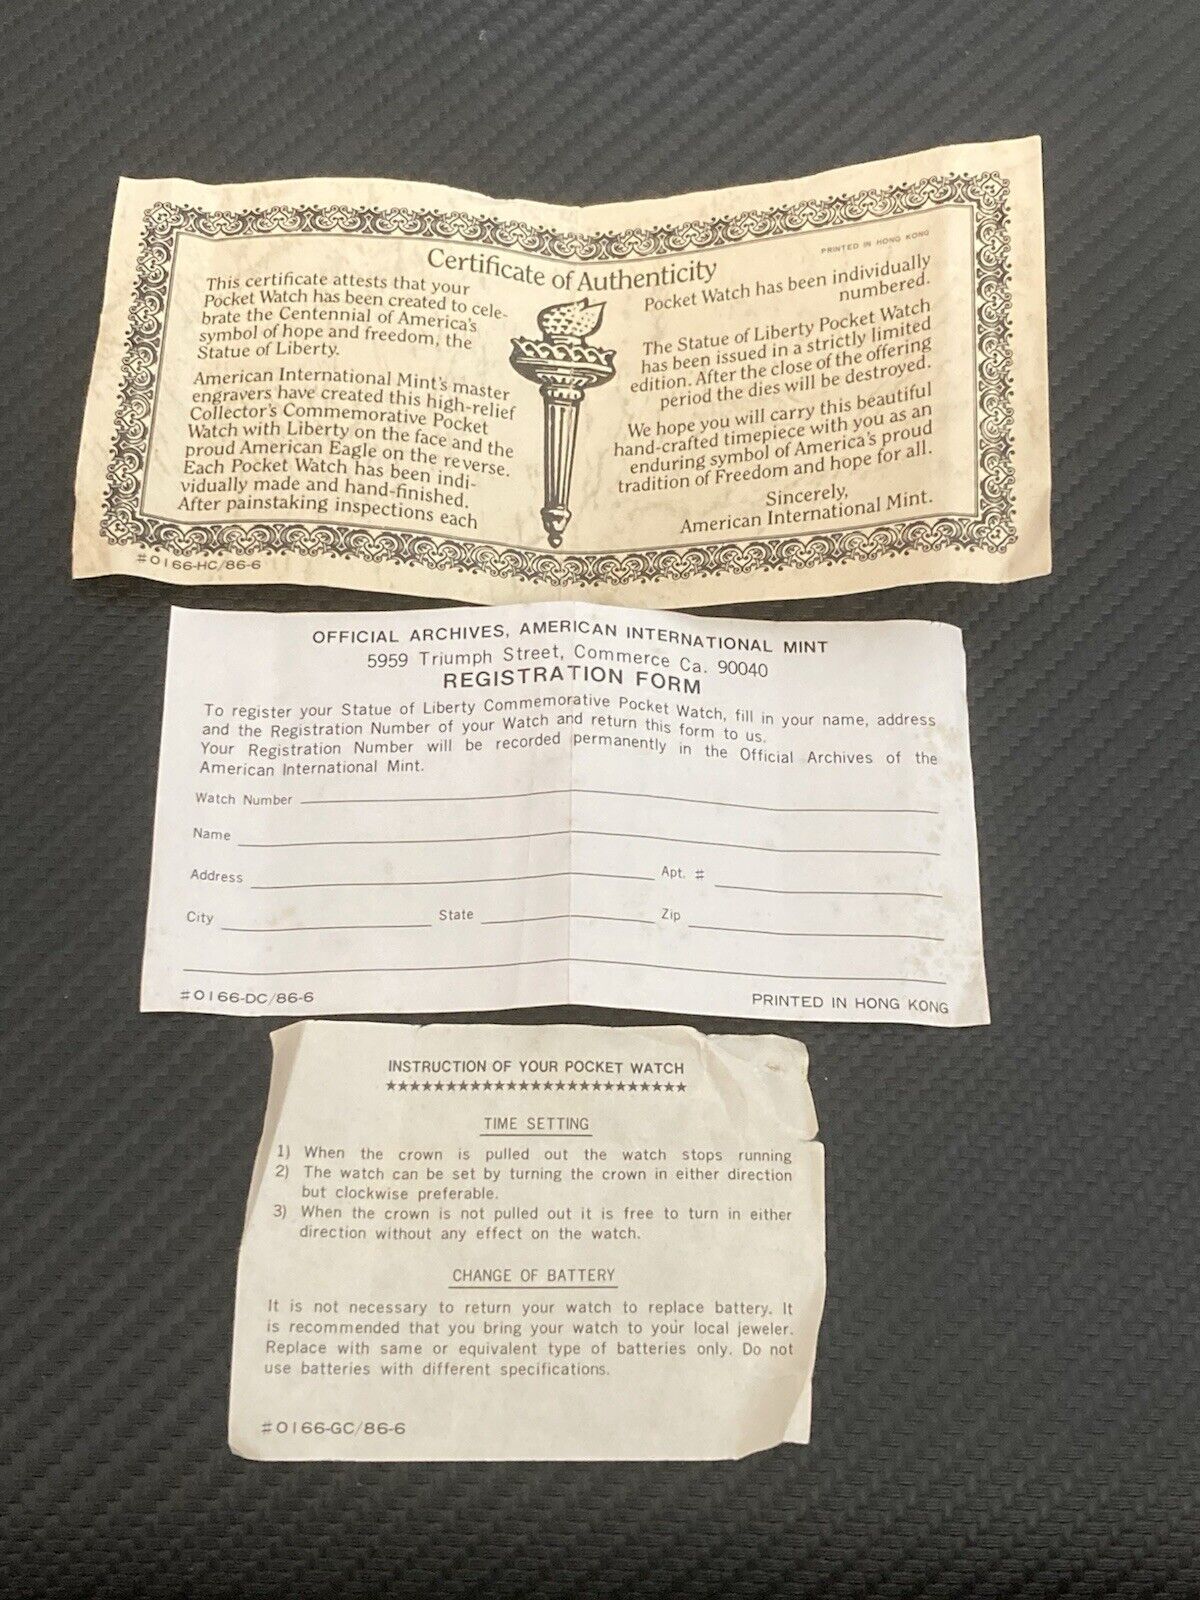 Certificate of Authenticity
PRINTED IN HONG KONG
This certificate attests that your
Pocket Watch has been created to cele-
brate the Centennial of America's
symbol of hope and freedom, the
Statue of Liberty.
American International Mint's master
engravers have created this high-relief
Collector's Commemorative Pocket
Watch with Liberty on the face and the
proud American Eagle on the reverse.
Each Pocket Watch has been indi-
vidually made and hand-finished.
After painstaking inspections each
Pocket Watch has been individually
numbered.
The Statue of Liberty Pocket Watch
has been issued in a strictly limited
edition. After the close of the offering
period the dies will be destroyed.
We hope you will carry this beautiful
hand-crafted timepiece with you as an
enduring symbol of America's proud
tradition of Freedom and hope for all.
Sincerely,
American International Mint.
#0166-HC/86-6
OFFICIAL ARCHIVES, AMERICAN INTERNATIONAL MINT
5959 Triumph Street, Commerce Ca. 90040
REGISTRATION FORM
To register your Statue of Liberty Commemorative Pocket Watch, fill in your name, address
and the Registration Number of your Watch and return this form to us.
Your Registration Number will be recorded permanently in the Official Archives of the
American International Mint.
Watch Number
Name
Address Apt. #
City State Zip
#0166-DC/86-6 PRINTED IN HONG KONG
INSTRUCTION OF YOUR POCKET WATCH
★★★★★★★★★★★★★★★★★★★★★★★★★
TIME SETTING
1) When the crown is pulled out the watch stops running
2) The watch can be set by turning the crown in either direction
but clockwise preferable.
3) When the crown is not pulled out it is free to turn in either
direction without any effect on the watch.
CHANGE OF BATTERY
It is not necessary to return your watch to replace battery. It
is recommended that you bring your watch to your local jeweler.
Replace with same or equivalent type of batteries only. Do not
use batteries with different specifications.
#0166-GC/86-6